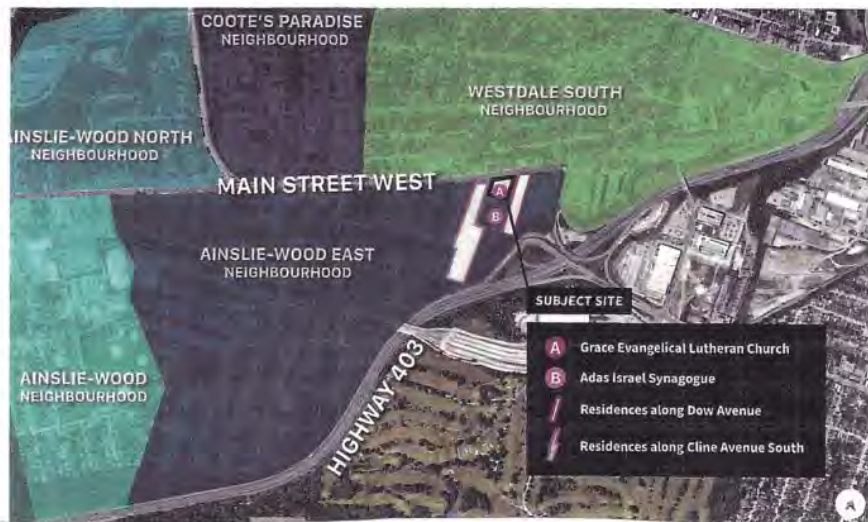 COOTE'S PARADISE
NEIGHBOURHOOD
WESTDALE SOUTH
NEIGHBOURHOOD
AINSLIE-WOOD NORTH
NEIGHBOURHOOD
MAIN STREET WEST
A
B
AINSLIE-WOOD EAST
NEIGHBOURHOOD
SUBJECT SITE
A Grace Evangelical Lutheran Church
B Adas Israel Synagogue
Residences along Dow Avenue
Residences along Cline Avenue South
AINSLIE-WOOD
NEIGHBOURHOOD
HIGHWAY 403